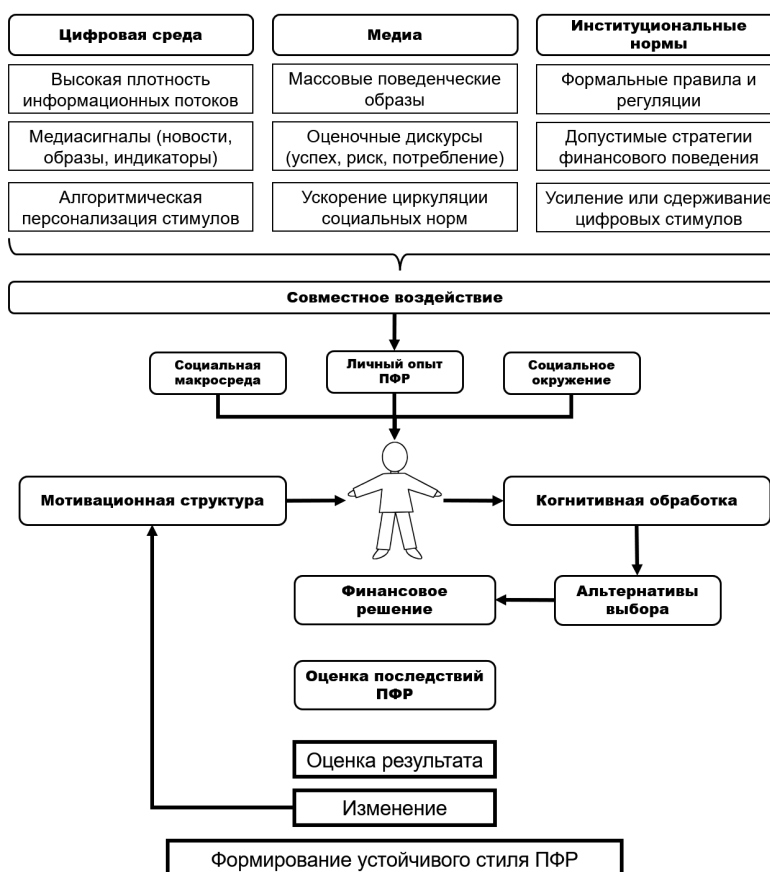 Цифровая среда
Высокая плотность
информационных потоков
Медиасигналы (новости,
образы, индикаторы)
Алгоритмическая
персонализация стимулов
Медиа
Массовые поведенческие
образы
Оценочные дискурсы
(успех, риск, потребление)
Ускорение циркуляции
социальных норм
Институциональные
нормы
Формальные правила и
регуляции
Допустимые стратегии
финансового поведения
Усиление или сдерживание
цифровых стимулов
Совместное воздействие
Социальная
макросреда
Личный опыт
ПФР
Социальное
окружение
Мотивационная структура
Когнитивная обработка
Финансовое
решение
Альтернативы
выбора
Оценка последствий
ПФР
Оценка результата
Изменение
Формирование устойчивого стиля ПФР